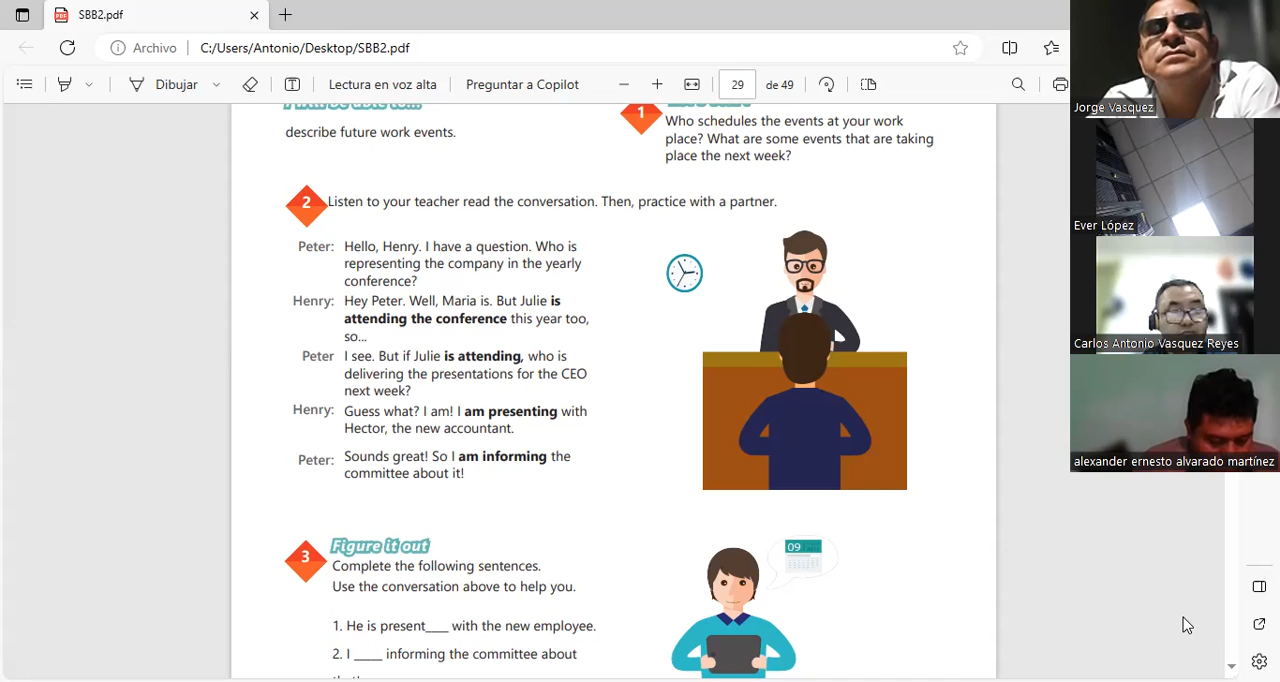 SBB2.pdf
Archivo
C:/Users/Antonio/Desktop/SBB2.pdf
Dibujar
Lectura en voz alta
Preguntar a Copilot
29
de 49
describe future work events.
1
Who schedules the events at your work
place? What are some events that are taking
place the next week?
2
Listen to your teacher read the conversation. Then, practice with a partner.
Peter: Hello, Henry. I have a question. Who is
representing the company in the yearly
conference?
Henry: Hey Peter. Well, Maria is. But Julie is
attending the conference this year too,
so...
Peter I see. But if Julie is attending, who is
delivering the presentations for the CEO
next week?
Henry: Guess what? I am! I am presenting with
Hector, the new accountant.
Peter: Sounds great! So I am informing the
committee about it!
3
Figure it out
Complete the following sentences.
Use the conversation above to help you.
1. He is present___ with the new employee.
2. I ____ informing the committee about
09
Jorge Vasquez
Ever López
Carlos Antonio Vasquez Reyes
alexander ernesto alvarado martínez